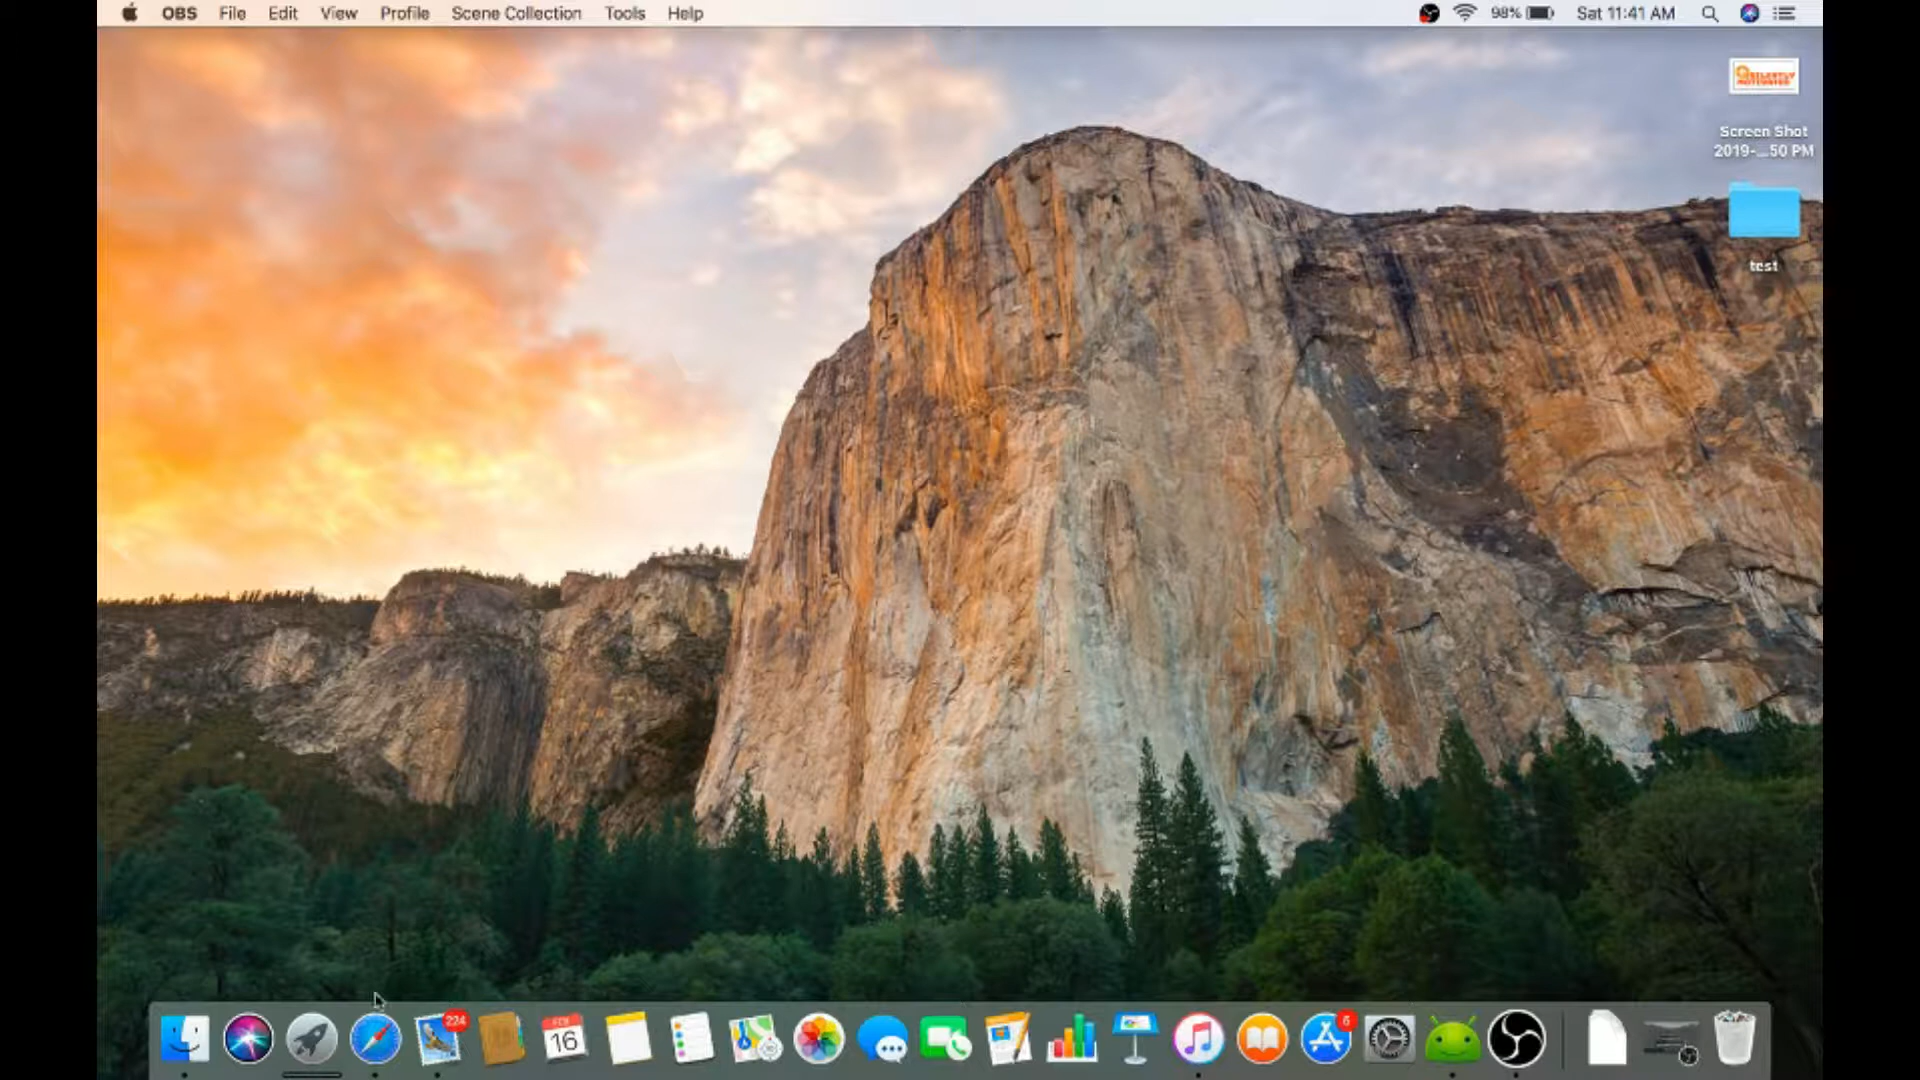 OBS File Edit View Profile Scene Collection Tools Help 98% Sat 11:41 AM
Screen Shot
2019-...50 PM
test
224
FEB
16
6